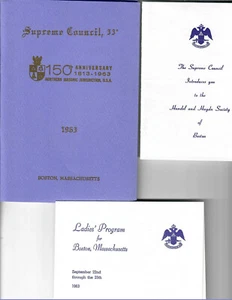 Supreme Council, 33°
150TH ANNIVERSARY
1813-1963
NORTHERN MASONIC JURISDICTION, U.S.A.
1963
BOSTON, MASSACHUSETTS
The Supreme Council
Introduces you
to the
Handel and Haydn Society
of
Boston
Ladies' Program
for
Boston, Massachusetts
September 22nd
through the 25th
1963